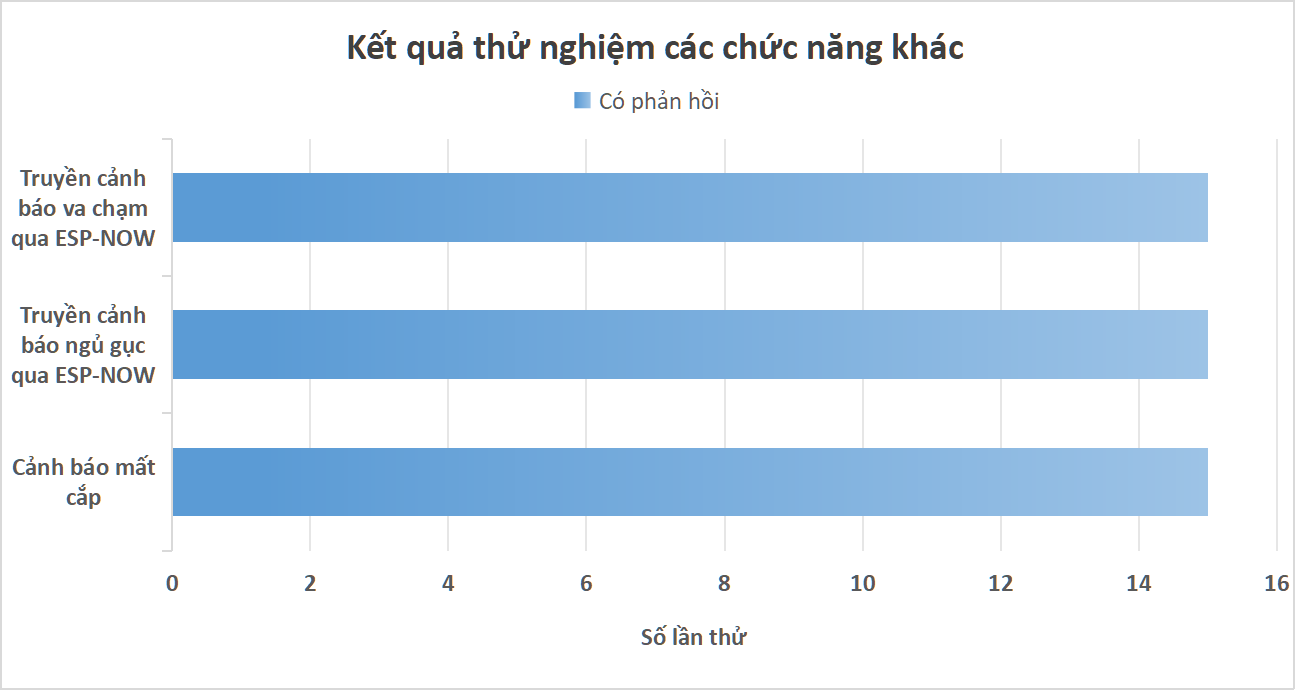 Kết quả thử nghiệm các chức năng khác
Có phản hồi
Truyền cảnh
báo va chạm
qua ESP-NOW
Truyền cảnh
báo ngủ gục
qua ESP-NOW
Cảnh báo mất
cắp
0 2 4 6 8 10 12 14 16
Số lần thử